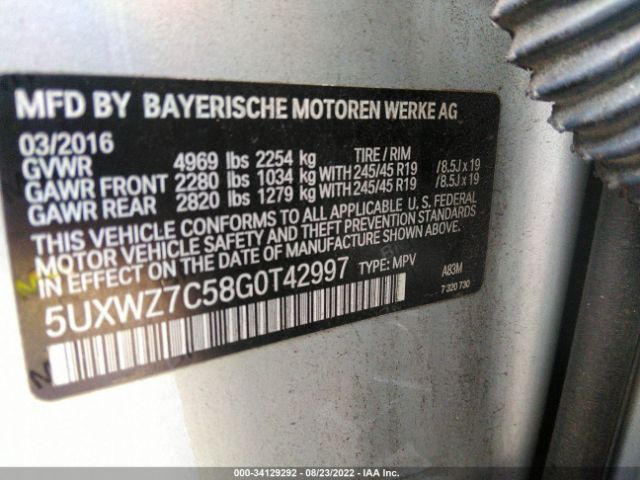 MFD BY BAYERISCHE MOTOREN WERKE AG
03/2016
GVWR 4969 lbs 2254 kg TIRE / RIM
GAWR FRONT 2280 lbs 1034 kg WITH 245/45 R19 /8.5J x 19
GAWR REAR 2820 lbs 1279 kg WITH 245/45 R19 /8.5J x 19
THIS VEHICLE CONFORMS TO ALL APPLICABLE U. S. FEDERAL
MOTOR VEHICLE SAFETY AND THEFT PREVENTION STANDARDS
IN EFFECT ON THE DATE OF MANUFACTURE SHOWN ABOVE.
5UXWZ7C58G0T42997 TYPE: MPV A83M
7 320 730
000-34129292 - 08/23/2022 - IAA Inc.